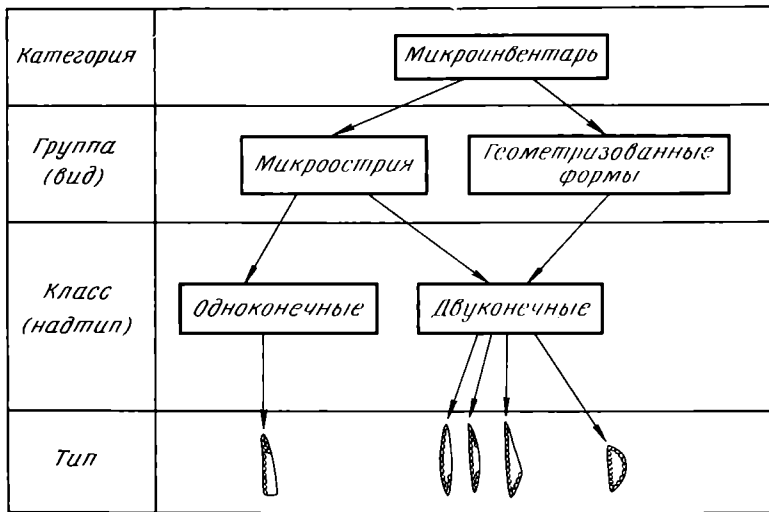 Категория
Микроинвентарь
Группа
(вид)
Микроострия
Геометризованные
формы
Класс
(надтип)
Одноконечные
Двуконечные
Тип